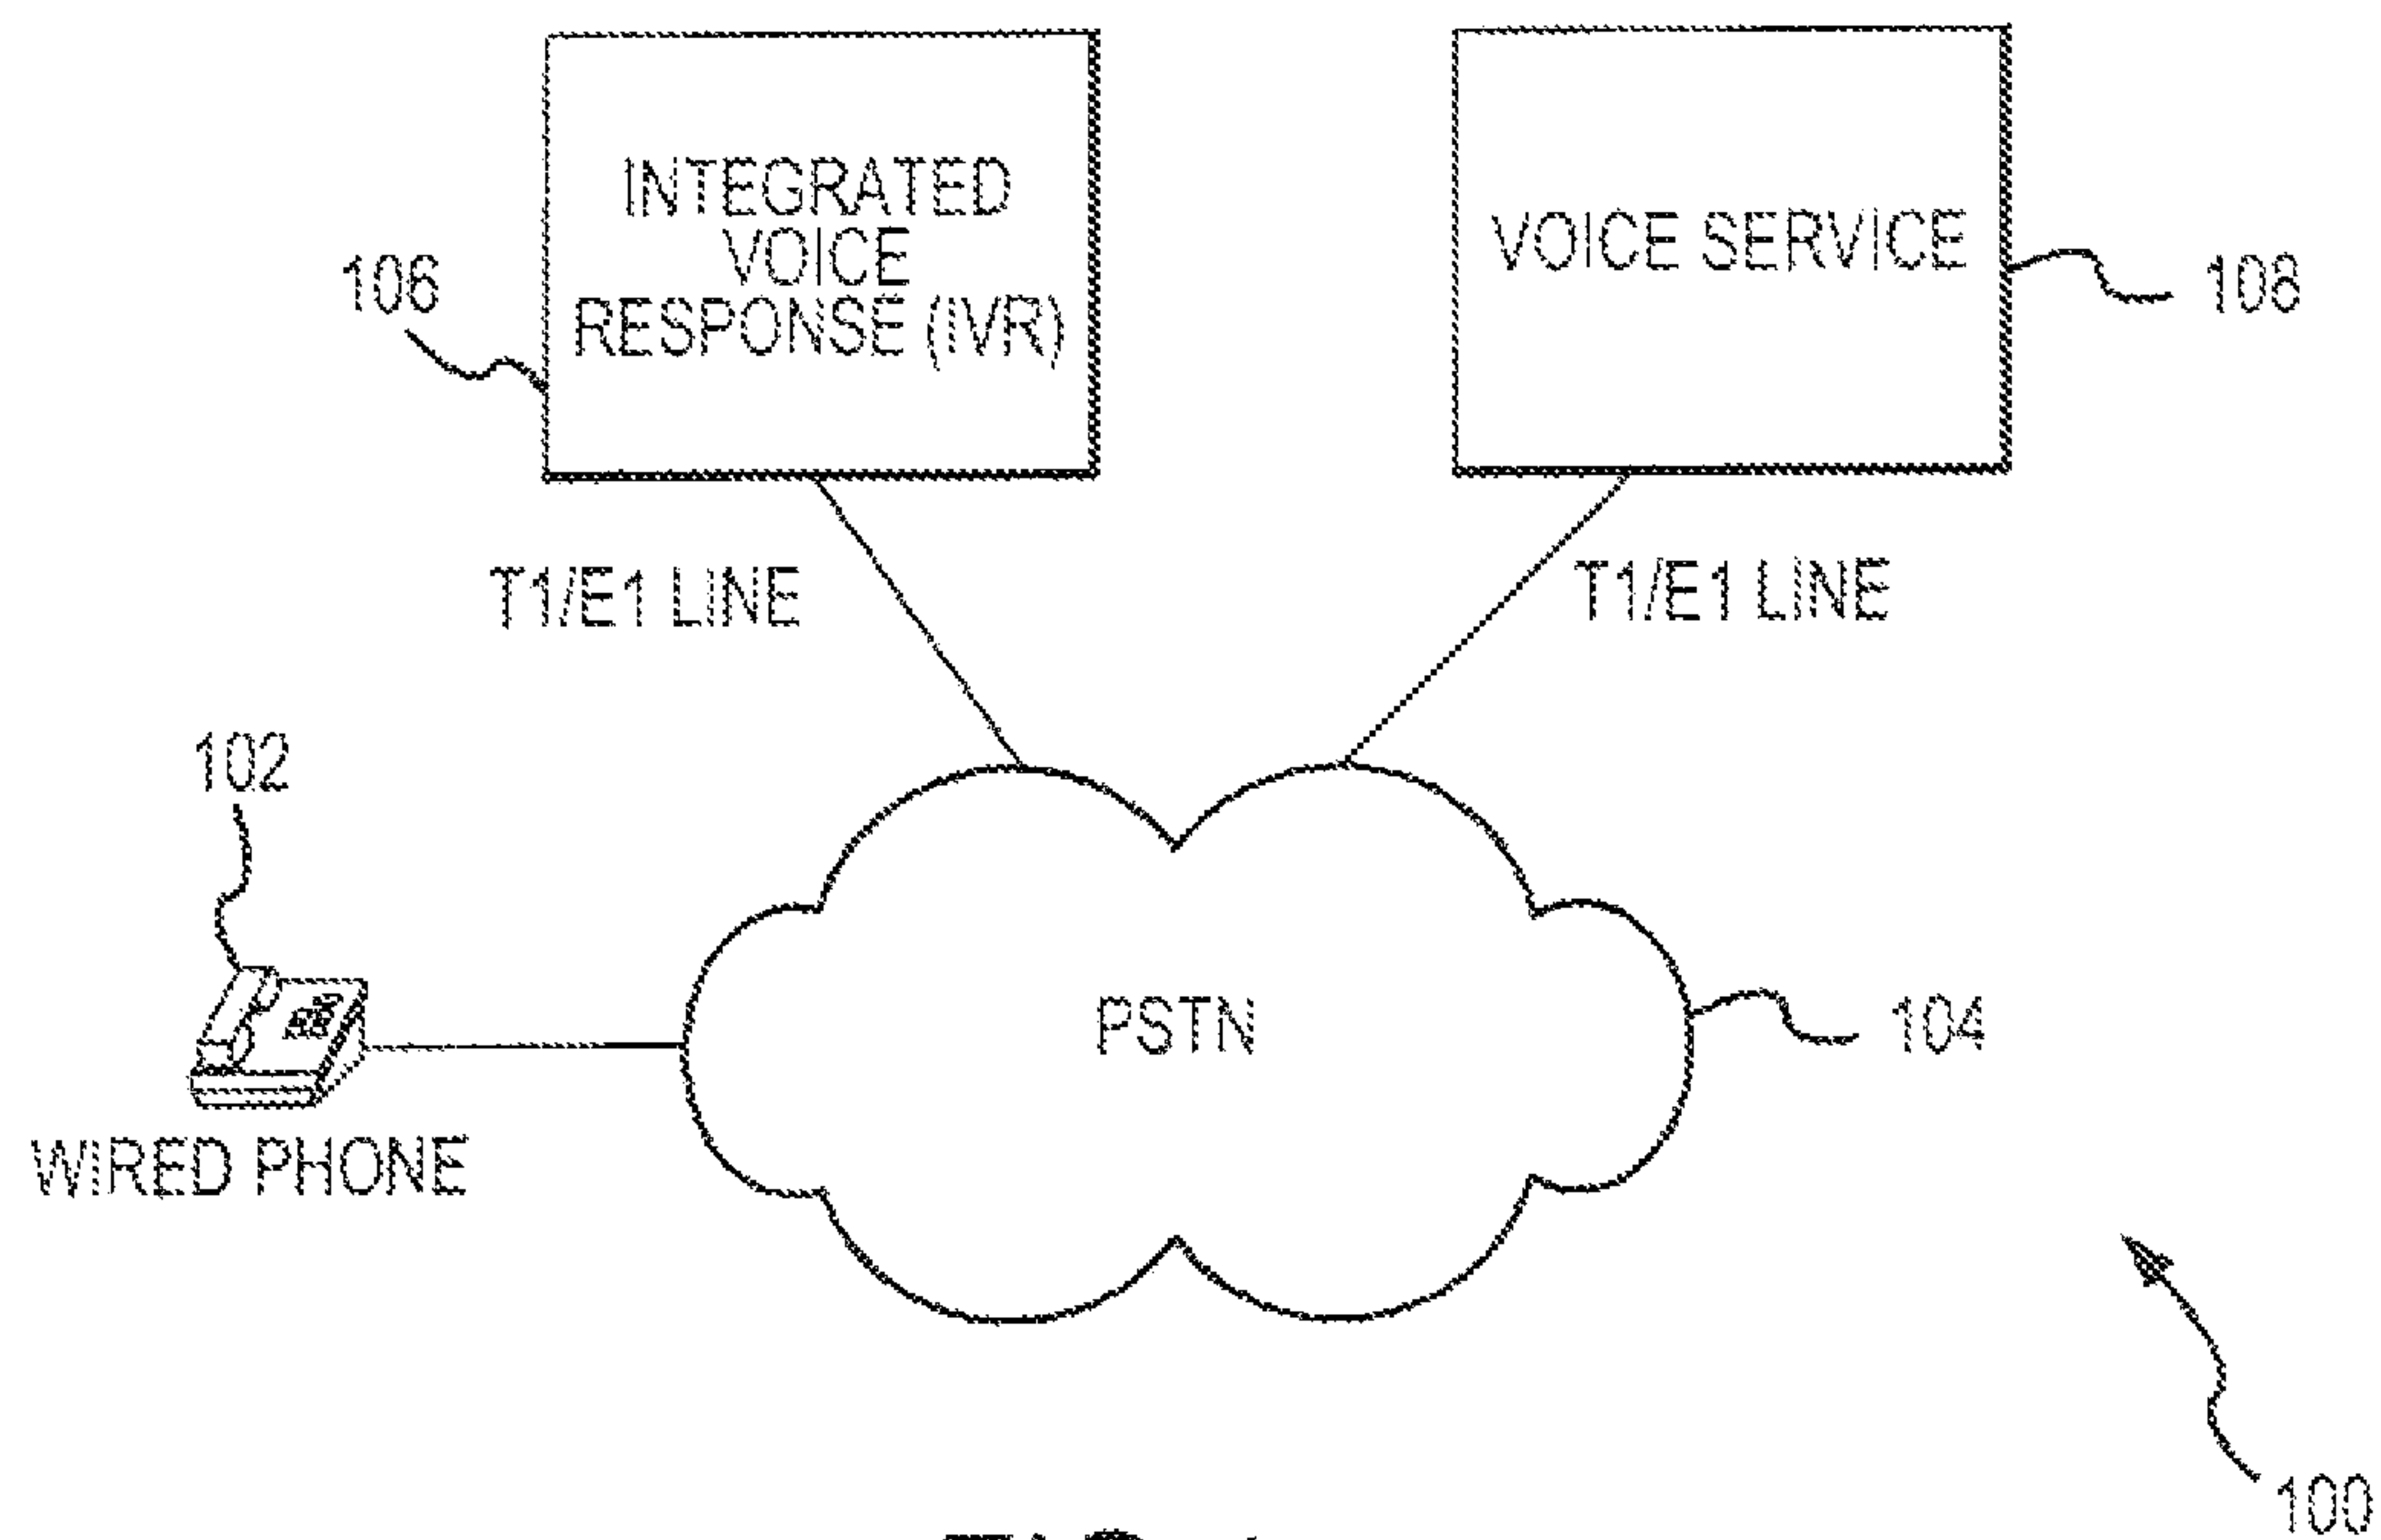 INTEGRATED
VOICE
RESPONSE (IVR)
106
VOICE SERVICE
108
T1/E1 LINE
T1/E1 LINE
102
WIRED PHONE
PSTN
104
100